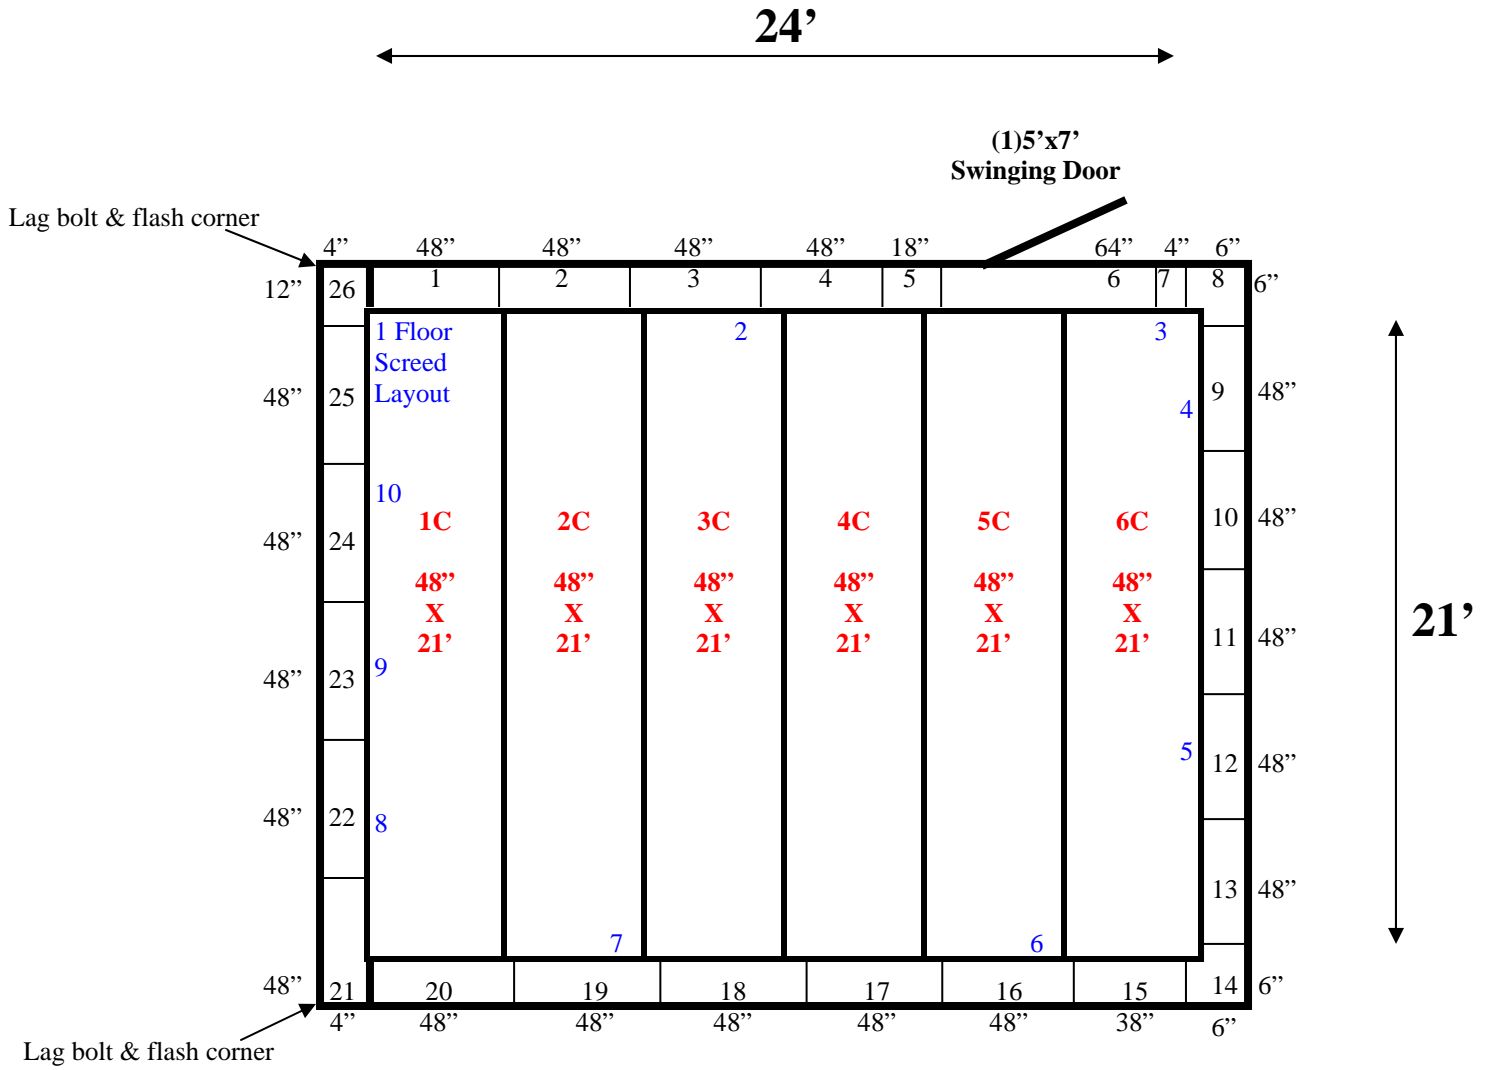 24’
(1)5’x7’
Swinging Door
Lag bolt & flash corner
4” 48” 48” 48” 48” 18” 64” 4” 6”
12” 26 1 2 3 4 5 6 7 8 6”
1 Floor 2 3
Screed
Layout
48” 25 4 9 48”
10
1C 2C 3C 4C 5C 6C 10 48”
48” 24
48” 48” 48” 48” 48” 48”
X X X X X X 21’
21’ 21’ 21’ 21’ 21’ 21’ 11 48”
48” 23 9
5 12 48”
48” 22 8
13 48”
7 6
48” 21 20 19 18 17 16 15 14 6”
4” 48” 48” 48” 48” 48” 38” 6”
Lag bolt & flash corner